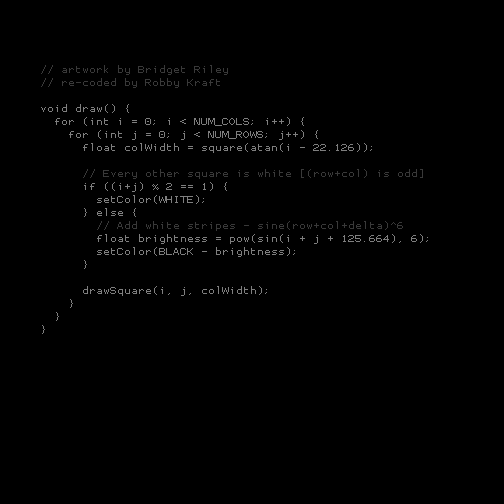 // artwork by Bridget Riley
// re-coded by Robby Kraft
void draw() {
for (int i = 0; i < NUM_COLS; i++) {
for (int j = 0; j < NUM_ROWS; j++) {
float colWidth = square(atan(i - 22.126));
// Every other square is white [(row+col) is odd]
if ((i+j) % 2 == 1) {
setColor(WHITE);
} else {
// Add white stripes - sine(row+col+delta)^6
float brightness = pow(sin(i + j + 125.664), 6);
setColor(BLACK - brightness);
}
drawSquare(i, j, colWidth);
}
}
}